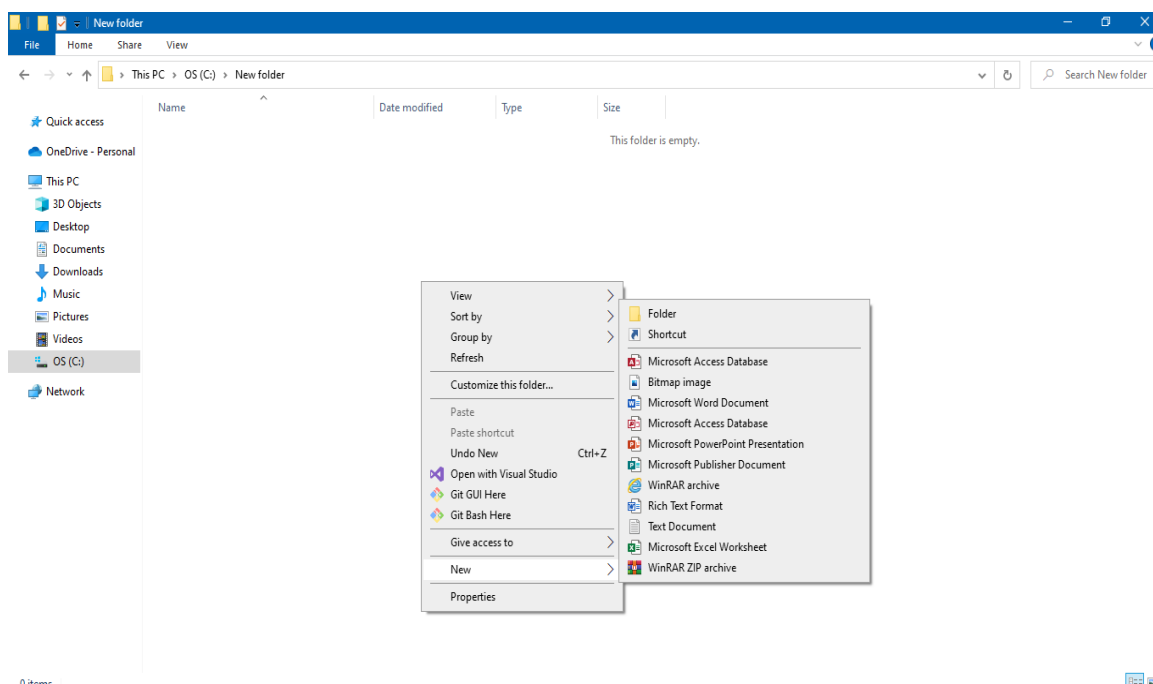 New folder
File Home Share View
This PC > OS (C:) > New folder
Search New folder
Name Date modified Type Size
This folder is empty.
Quick access
OneDrive - Personal
This PC
3D Objects
Desktop
Documents
Downloads
Music
Pictures
Videos
OS (C:)
Network
View
Sort by
Group by
Refresh
Customize this folder...
Paste
Paste shortcut
Undo New Ctrl+Z
Open with Visual Studio
Git GUI Here
Git Bash Here
Give access to
New
Properties
Folder
Shortcut
Microsoft Access Database
Bitmap image
Microsoft Word Document
Microsoft Access Database
Microsoft PowerPoint Presentation
Microsoft Publisher Document
WinRAR archive
Rich Text Format
Text Document
Microsoft Excel Worksheet
WinRAR ZIP archive
0 items